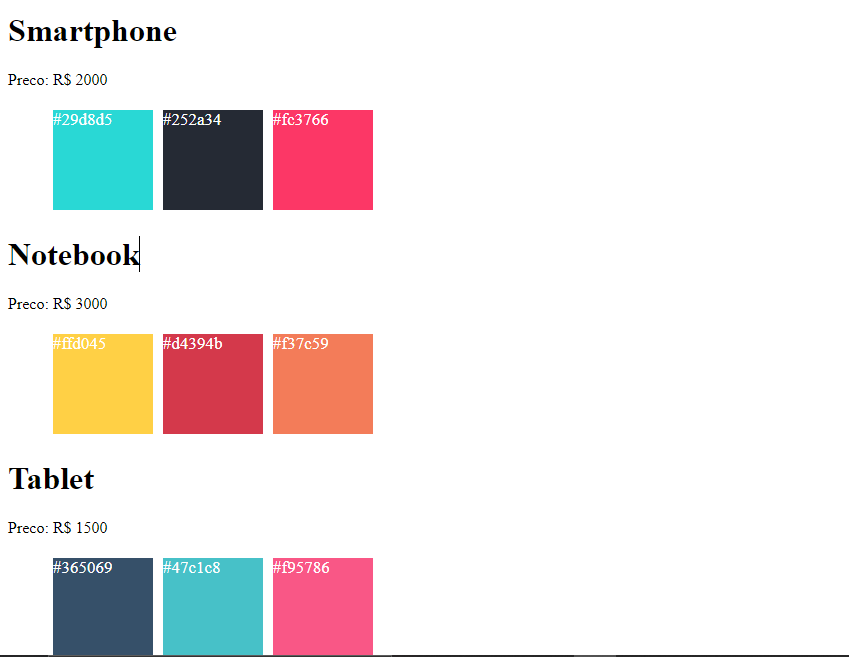 Smartphone
Preco: R$ 2000
#29d8d5 #252a34 #fc3766
Notebook
Preco: R$ 3000
#ffd045 #d4394b #f37c59
Tablet
Preco: R$ 1500
#365069 #47c1c8 #f95786